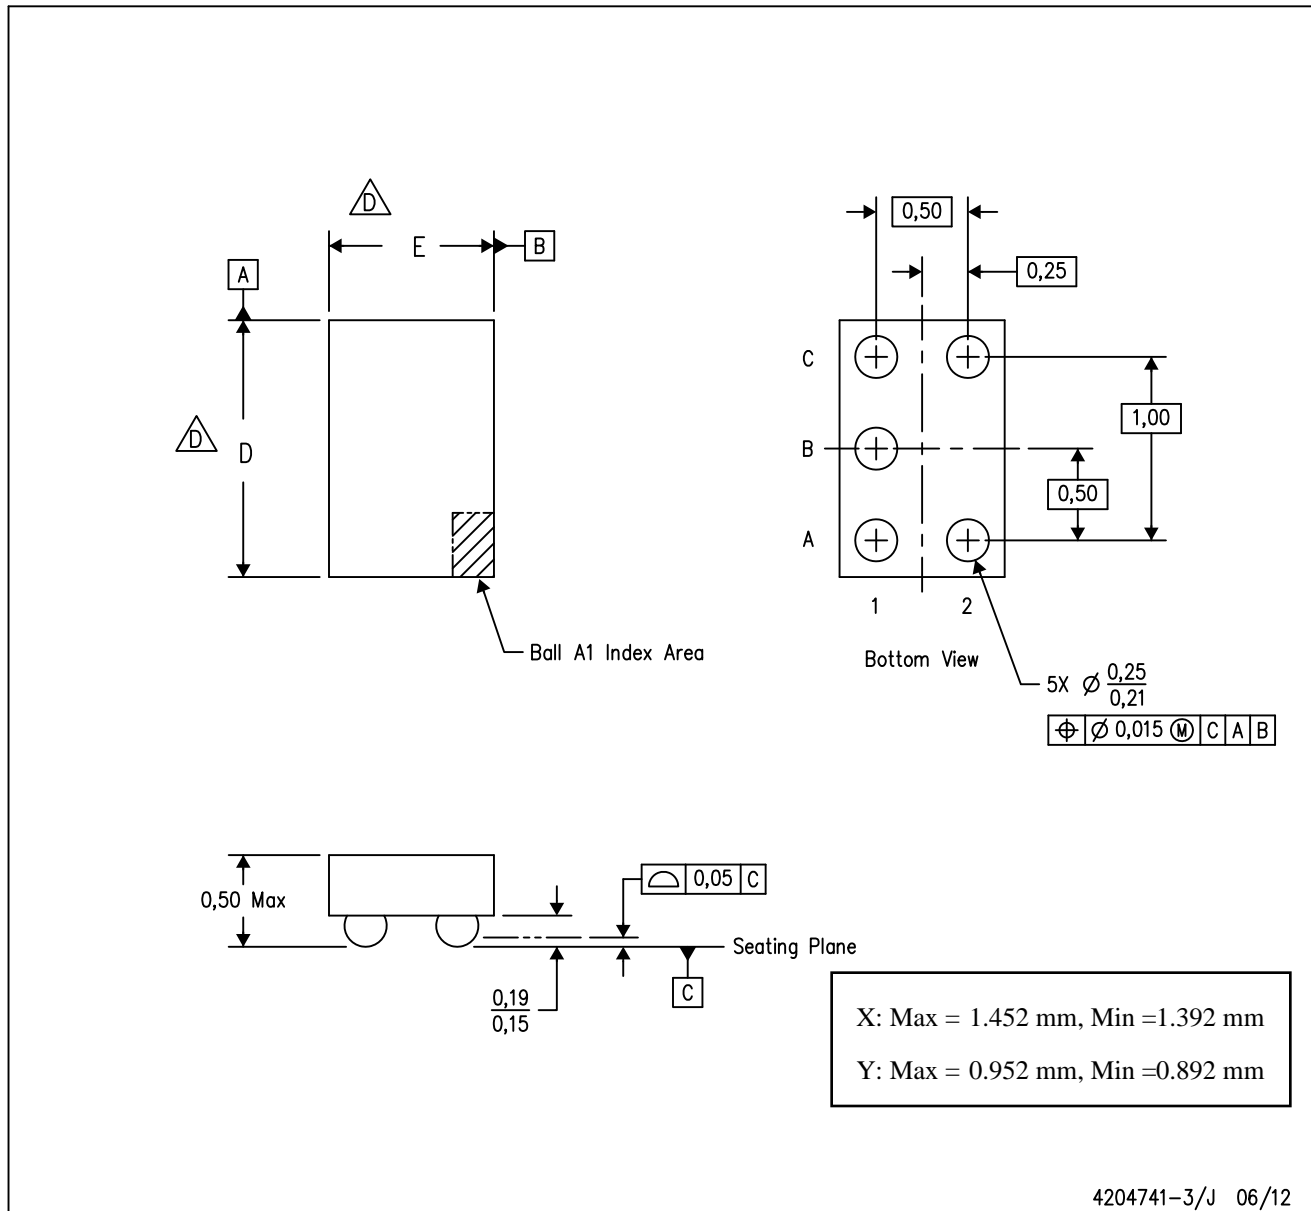 D
E
B
A
D
D
Ball A1 Index Area
0,50
0,25
C
B
A
1,00
0,50
1 2
Bottom View
5X Ø 0,25
0,21
⌖ Ø 0,015 Ⓜ C A B
0,50 Max
⌓ 0,05 C
Seating Plane
C
0,19
0,15
X: Max = 1.452 mm, Min =1.392 mm
Y: Max = 0.952 mm, Min =0.892 mm
4204741-3/J 06/12